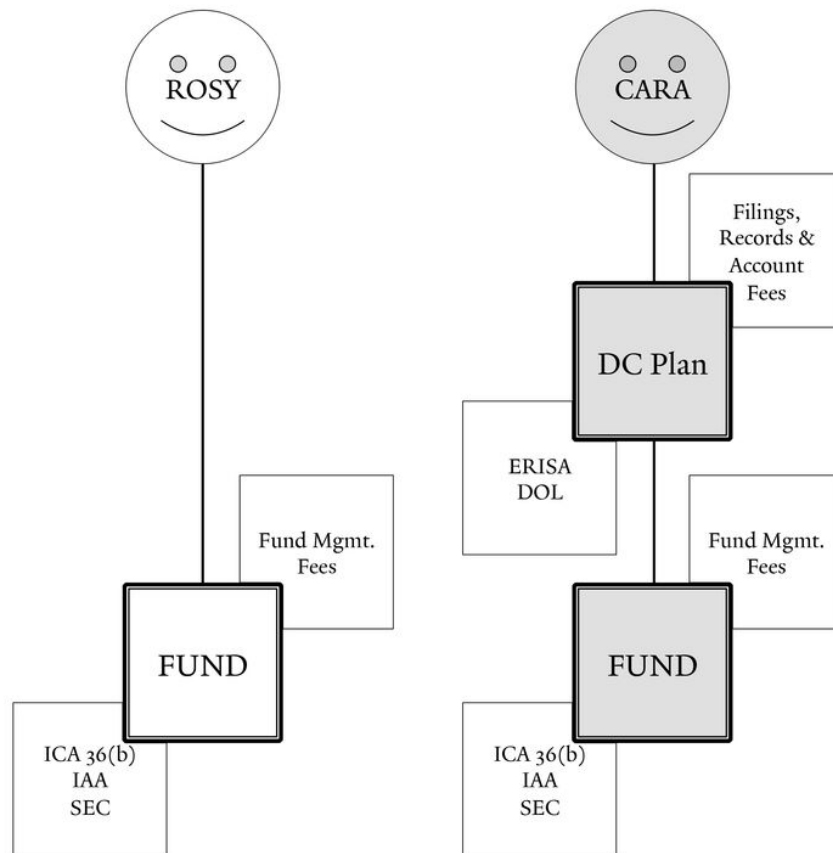 ROSY
CARA
Filings,
Records &
Account
Fees
DC Plan
ERISA
DOL
Fund Mgmt.
Fees
Fund Mgmt.
Fees
FUND
FUND
ICA 36(b)
IAA
SEC
ICA 36(b)
IAA
SEC